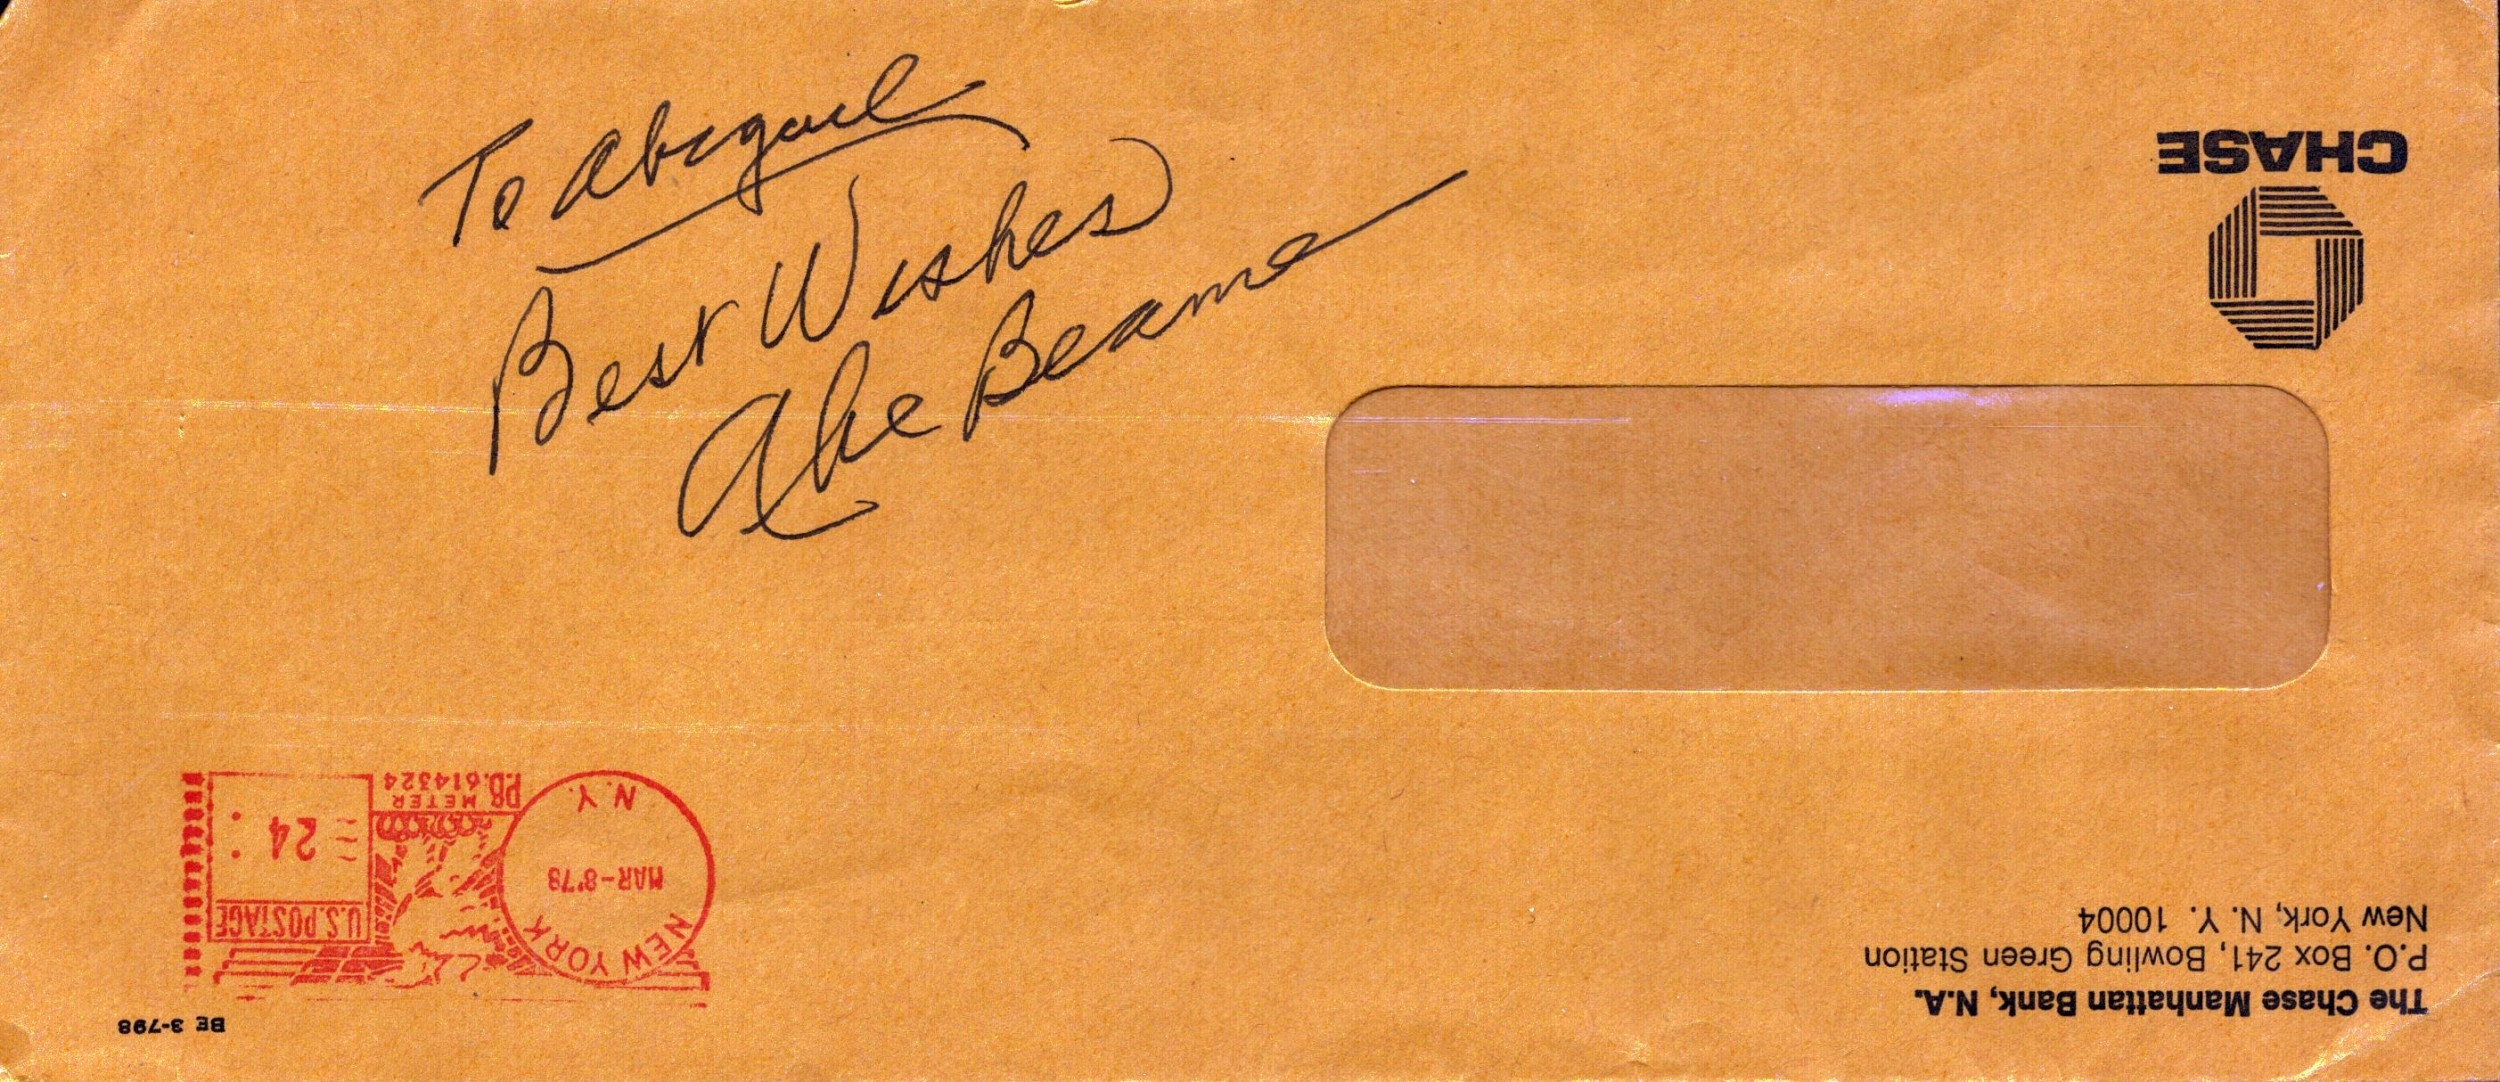 To Abigail
Best Wishes
Abe Beame
CHASE
The Chase Manhattan Bank, N.A.
P.O. Box 241, Bowling Green Station
New York, N. Y. 10004
NEW YORK
MAR-8'78
N.Y.
U.S. POSTAGE
24
PB METER
P.B. 614324
BE 3-798